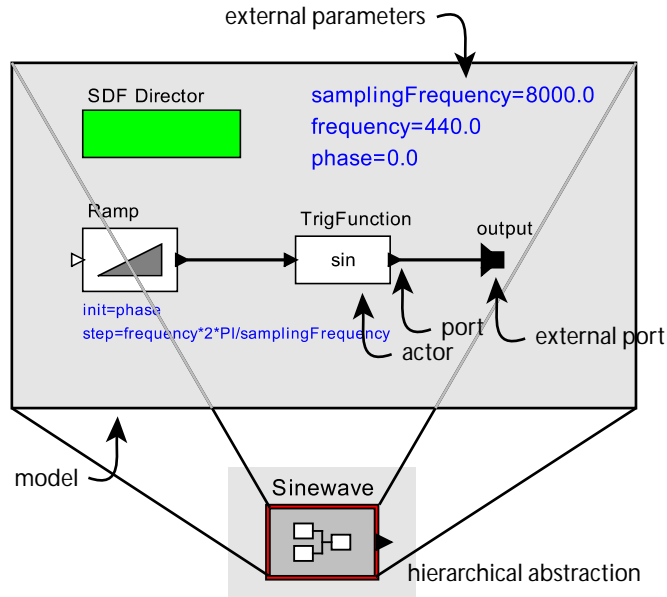 external parameters
SDF Director
samplingFrequency=8000.0
frequency=440.0
phase=0.0
Ramp
TrigFunction
output
sin
init=phase
step=frequency*2*PI/samplingFrequency
port
external port
actor
model
Sinewave
hierarchical abstraction